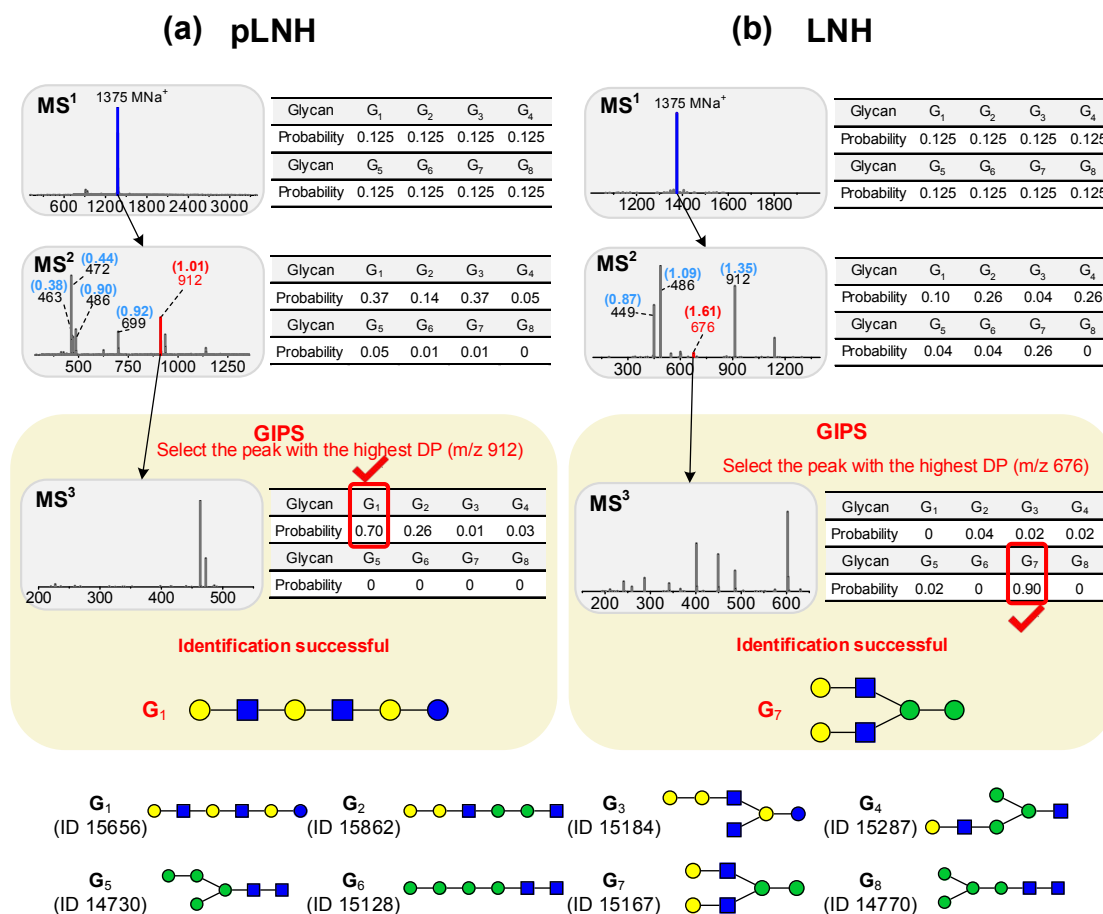 (a) pLNH
MS1
1375 MNa+
600 1200 1800 2400 3000
Glycan G1 G2 G3 G4
Probability 0.125 0.125 0.125 0.125
Glycan G5 G6 G7 G8
Probability 0.125 0.125 0.125 0.125
MS2
(0.44)
472
(0.38)
463
(0.90)
486
(0.92)
699
(1.01)
912
500 750 1000 1250
Glycan G1 G2 G3 G4
Probability 0.37 0.14 0.37 0.05
Glycan G5 G6 G7 G8
Probability 0.05 0.01 0.01 0
GIPS
Select the peak with the highest DP (m/z 912)
MS3
200 300 400 500
Glycan G1 G2 G3 G4
Probability 0.70 0.26 0.01 0.03
Glycan G5 G6 G7 G8
Probability 0 0 0 0
Identification successful
G1
(b) LNH
MS1
1375 MNa+
1200 1400 1600 1800
Glycan G1 G2 G3 G4
Probability 0.125 0.125 0.125 0.125
Glycan G5 G6 G7 G8
Probability 0.125 0.125 0.125 0.125
MS2
(1.09)
486
(1.35)
912
(0.87)
449
(1.61)
676
300 600 900 1200
Glycan G1 G2 G3 G4
Probability 0.10 0.26 0.04 0.26
Glycan G5 G6 G7 G8
Probability 0.04 0.04 0.26 0
GIPS
Select the peak with the highest DP (m/z 676)
MS3
200 300 400 500 600
Glycan G1 G2 G3 G4
Probability 0 0.04 0.02 0.02
Glycan G5 G6 G7 G8
Probability 0.02 0 0.90 0
Identification successful
G7
G1
(ID 15656)
G2
(ID 15862)
G3
(ID 15184)
G4
(ID 15287)
G5
(ID 14730)
G6
(ID 15128)
G7
(ID 15167)
G8
(ID 14770)